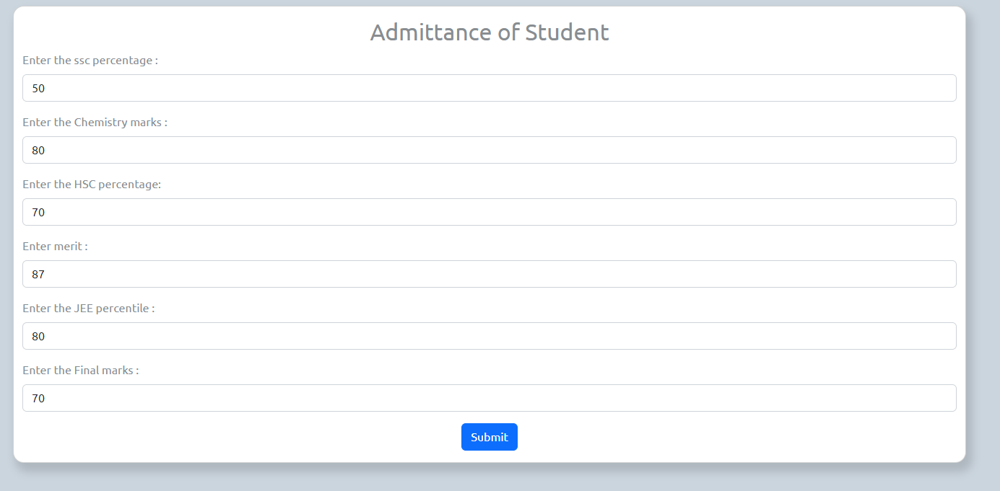 Admittance of Student
Enter the ssc percentage :
50
Enter the Chemistry marks :
80
Enter the HSC percentage:
70
Enter merit :
87
Enter the JEE percentile :
80
Enter the Final marks :
70
Submit